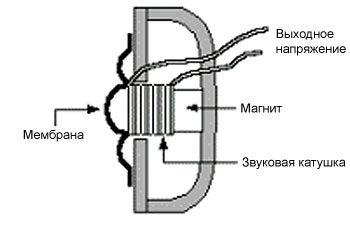 Выходное
напряжение
Магнит
Мембрана
Звуковая катушка